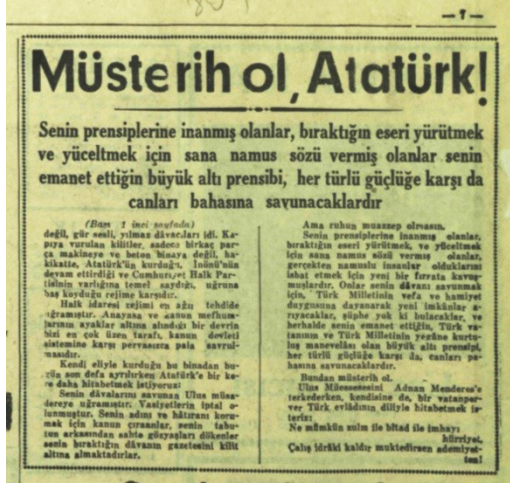 — 7 —
Müsterih ol, Atatürk!
Senin prensiplerine inanmış olanlar, bıraktığın eseri yürütmek
ve yüceltmek için sana namus sözü vermiş olanlar senin
emanet ettiğin büyük altı prensibi, her türlü güçlüğe karşı da
canları bahasına savunacaklardır
(Başı 1 inci sayfada)
değil, gür sesli, yılmaz dâvacıları idi. Ka-
pıya vurulan kilitler, sadece birkaç par-
ça makineye ve beton binaya değil, ha-
kikatte, Atatürk'ün kurduğu, İnönü'nün
devam ettirdiği ve Cumhuriyet Halk Par-
tisinin varlığına temel saydığı, uğruna
baş koyduğu rejime karşıdır.
Halk idaresi rejimi en ağır tehdide
uğramıştır. Anayasa ve kanun mefhum-
larının ayaklar altına alındığı bir devrin
bizi en çok üzen tarafı, kanun devleti
sistemine karşı pervasızca pala savrul-
masıdır.
Kendi eliyle kurduğu bu binadan bu-
gün son defa ayrılırken Atatürk'e bir ke-
re daha hitabetmek istiyoruz:
Senin dâvalarını savunan Ulus müsa-
dereye uğramıştır. Vasiyetlerin iptal o-
lunmuştur. Senin adını ve hâtıranı koru-
mak için kanun çıranlar, senin tabu-
tun arkasından sahte gözyaşları dökenler
senin bıraktığın dâvanın gazetesini kilit
altına almaktadırlar.
Ama ruhun muazzep olmasın.
Senin prensiplerine inanmış olanlar,
bıraktığın eseri yürütmek, ve yüceltmek
için sana namus sözü vermiş olanlar,
gerçekten namuslu insanlar olduklarını
isbat etmek için yeni bir fırsata kavuş-
muşlardır. Onlar senin dâvanı savunmak
için, Türk Milletinin vefa ve hamiyet
duygusuna dayanarak yeni imkânlar a-
rıyacaklar, şüphe yok ki bulacaklar, ve
herhalde senin emanet ettiğin, Türk va-
tanının ve Türk Milletinin yegâne kurtu-
luş manevelâsı olan büyük altı prensipi,
her türlü güçlüğe karşı da, canları pa-
hasına savunacaklardır.
Bundan müsterih ol.
Ulus Müessesesini Adnan Menderes'e
terkederken, kendisine de, bir vatanper-
ver Türk evlâdının diliyle hitabetmek is-
teriz:
Ne mümkün zulm ile bidad ile imhayı
hürriyet,
Çalış idrâki kaldır muktedirsen ademiyet-
ten!